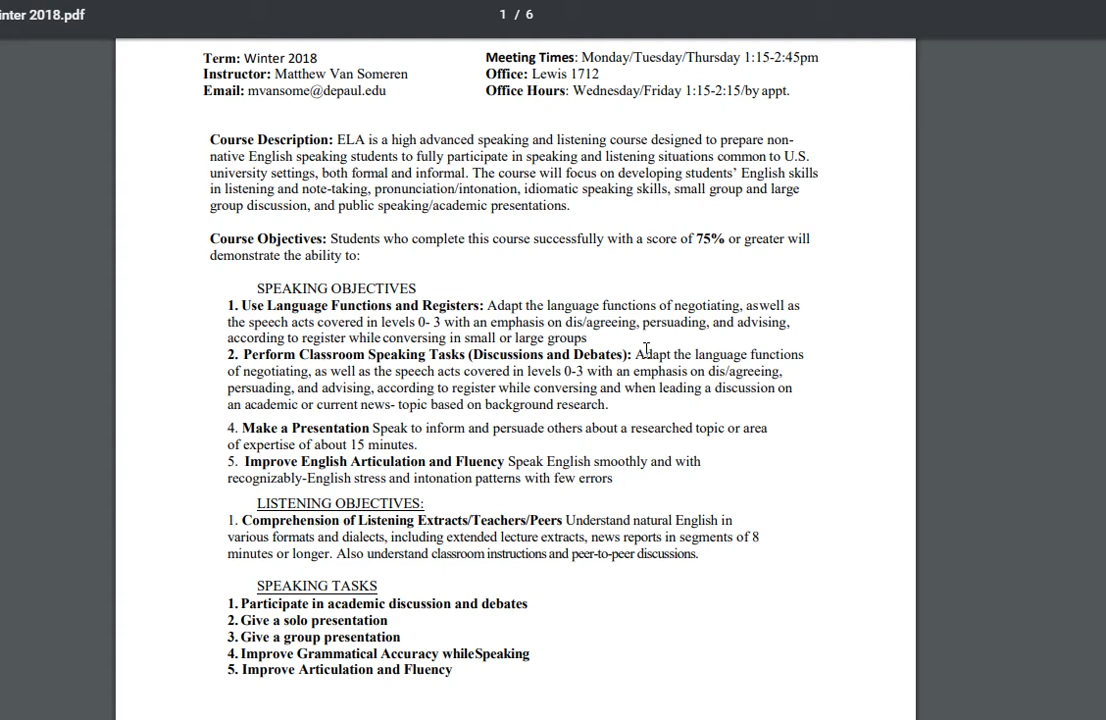 inter 2018.pdf
1 / 6
Term: Winter 2018
Meeting Times: Monday/Tuesday/Thursday 1:15-2:45pm
Instructor: Matthew Van Someren
Office: Lewis 1712
Email: mvansome@depaul.edu
Office Hours: Wednesday/Friday 1:15-2:15/by appt.
Course Description: ELA is a high advanced speaking and listening course designed to prepare non-
native English speaking students to fully participate in speaking and listening situations common to U.S.
university settings, both formal and informal. The course will focus on developing students' English skills
in listening and note-taking, pronunciation/intonation, idiomatic speaking skills, small group and large
group discussion, and public speaking/academic presentations.
Course Objectives: Students who complete this course successfully with a score of 75% or greater will
demonstrate the ability to:
SPEAKING OBJECTIVES
1. Use Language Functions and Registers: Adapt the language functions of negotiating, aswell as
the speech acts covered in levels 0- 3 with an emphasis on dis/agreeing, persuading, and advising,
according to register while conversing in small or large groups
2. Perform Classroom Speaking Tasks (Discussions and Debates): Adapt the language functions
of negotiating, as well as the speech acts covered in levels 0-3 with an emphasis on dis/agreeing,
persuading, and advising, according to register while conversing and when leading a discussion on
an academic or current news- topic based on background research.
4. Make a Presentation Speak to inform and persuade others about a researched topic or area
of expertise of about 15 minutes.
5. Improve English Articulation and Fluency Speak English smoothly and with
recognizably-English stress and intonation patterns with few errors
LISTENING OBJECTIVES:
1. Comprehension of Listening Extracts/Teachers/Peers Understand natural English in
various formats and dialects, including extended lecture extracts, news reports in segments of 8
minutes or longer. Also understand classroom instructions and peer-to-peer discussions.
SPEAKING TASKS
1. Participate in academic discussion and debates
2. Give a solo presentation
3. Give a group presentation
4. Improve Grammatical Accuracy whileSpeaking
5. Improve Articulation and Fluency